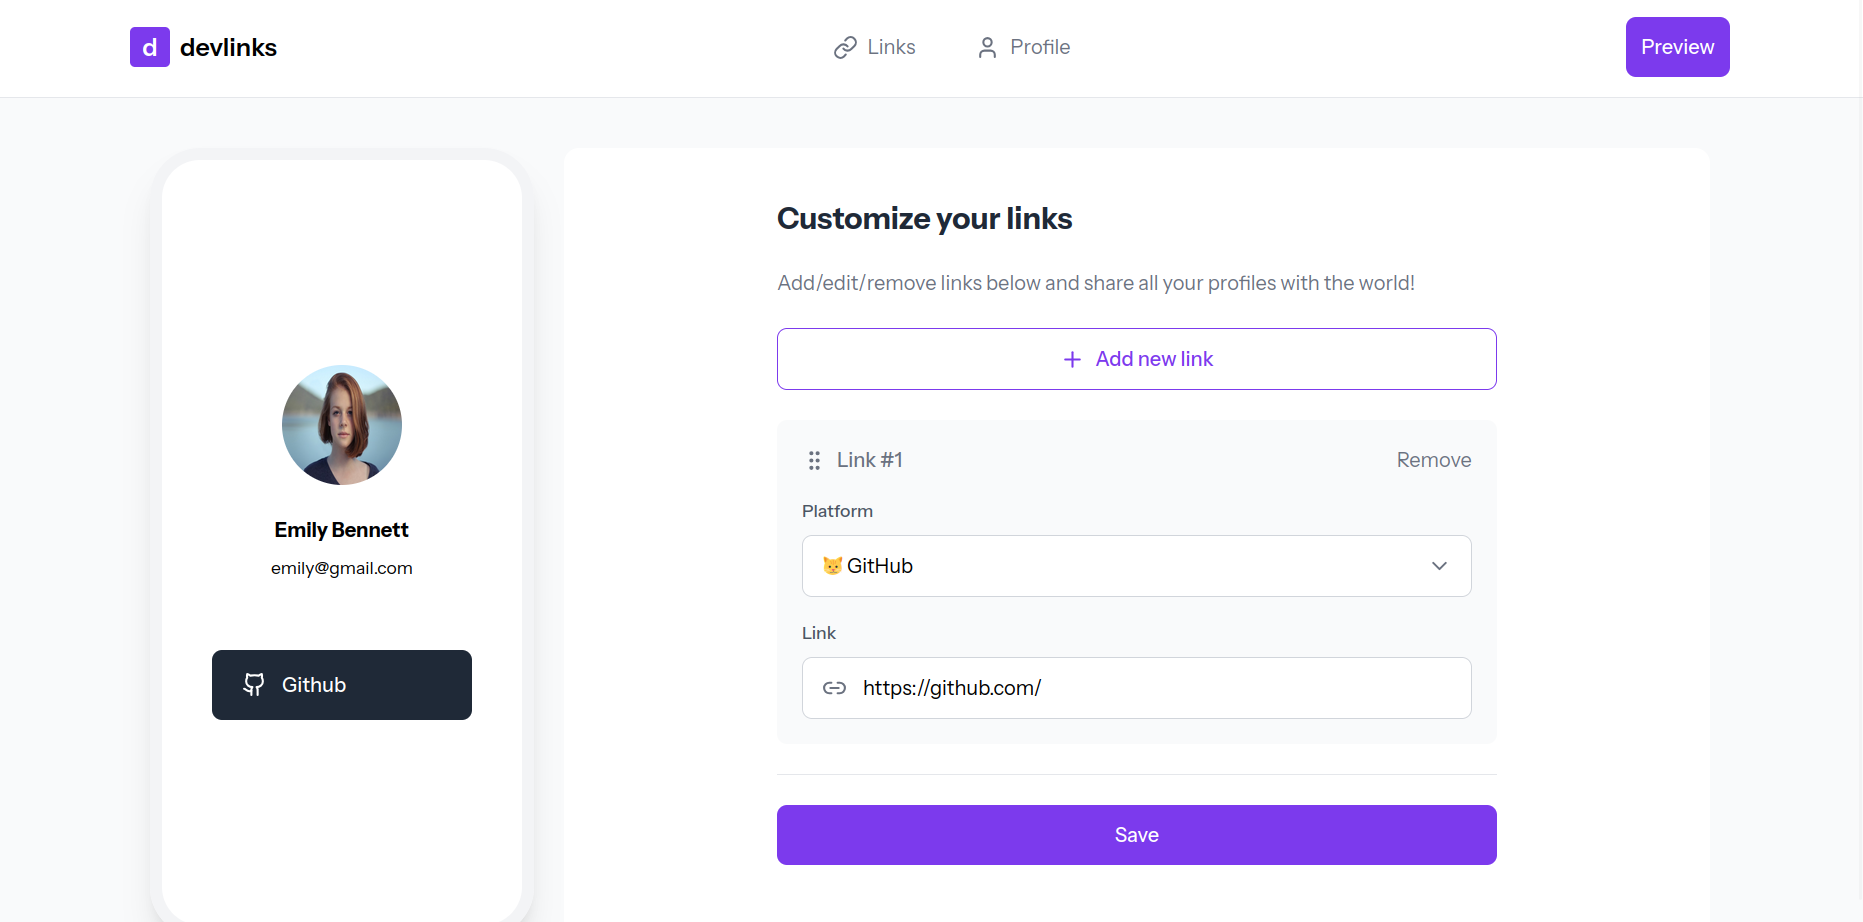 d devlinks
Links
Profile
Preview
Emily Bennett
emily@gmail.com
Github
Customize your links
Add/edit/remove links below and share all your profiles with the world!
Add new link
Link #1
Remove
Platform
🐱 GitHub
Link
https://github.com/
Save